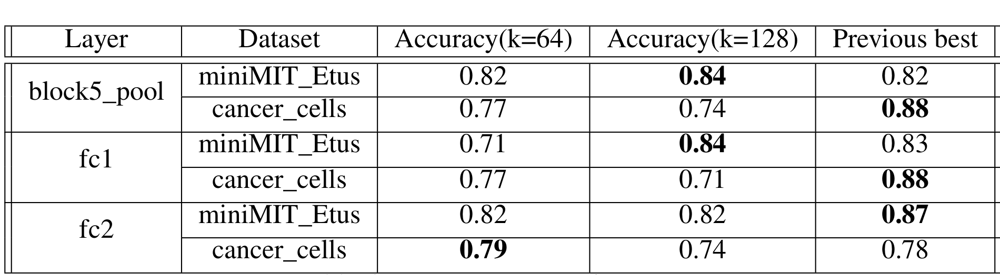 Layer Dataset Accuracy(k=64) Accuracy(k=128) Previous best
block5_pool miniMIT_Etus 0.82 0.84 0.82
cancer_cells 0.77 0.74 0.88
fc1 miniMIT_Etus 0.71 0.84 0.83
cancer_cells 0.77 0.71 0.88
fc2 miniMIT_Etus 0.82 0.82 0.87
cancer_cells 0.79 0.74 0.78